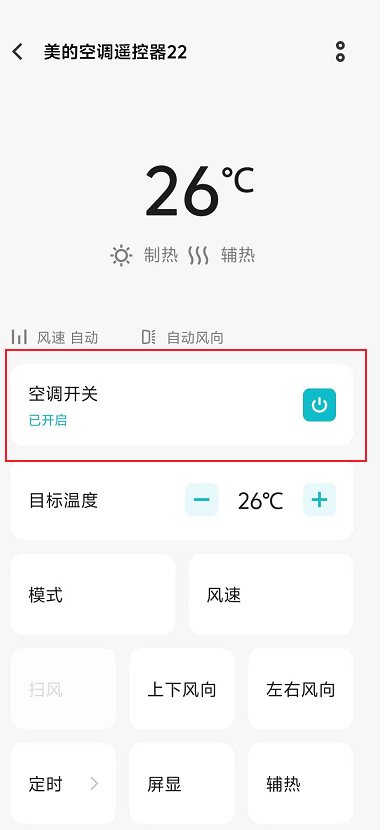 美的空调遥控器22
26℃
制热 辅热
风速 自动 自动风向
空调开关
已开启
目标温度 26℃
模式 风速
扫风 上下风向 左右风向
定时 屏显 辅热